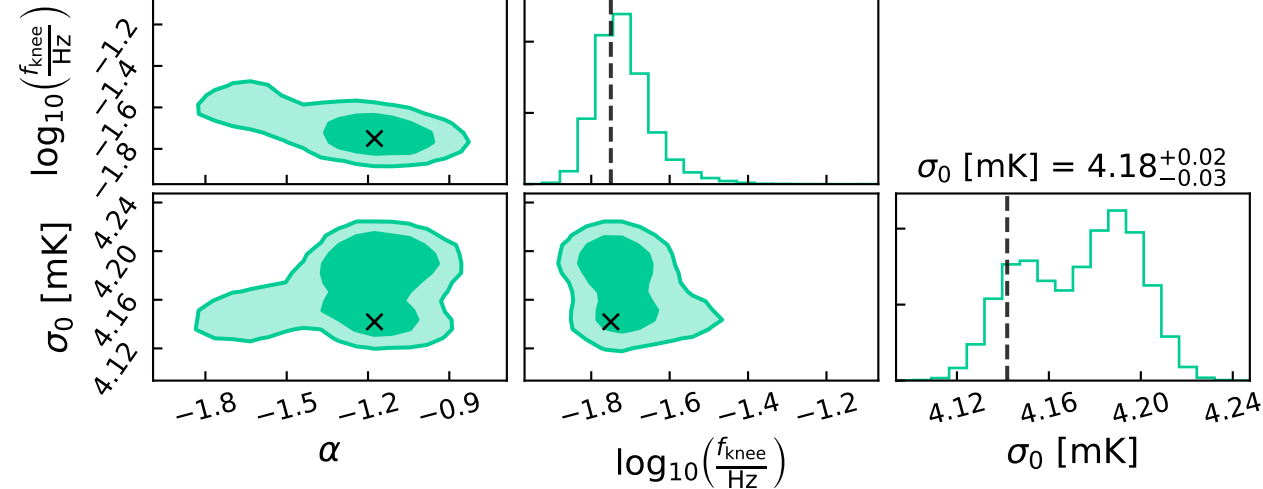 log₁₀(f_knee/Hz)
−1.2
−1.4
−1.6
−1.8
σ₀ [mK] = 4.18 +0.02 −0.03
σ₀ [mK]
4.24
4.20
4.16
4.12
−1.8 −1.5 −1.2 −0.9
−1.8 −1.6 −1.4 −1.2
4.12 4.16 4.20 4.24
α
log₁₀(f_knee/Hz)
σ₀ [mK]